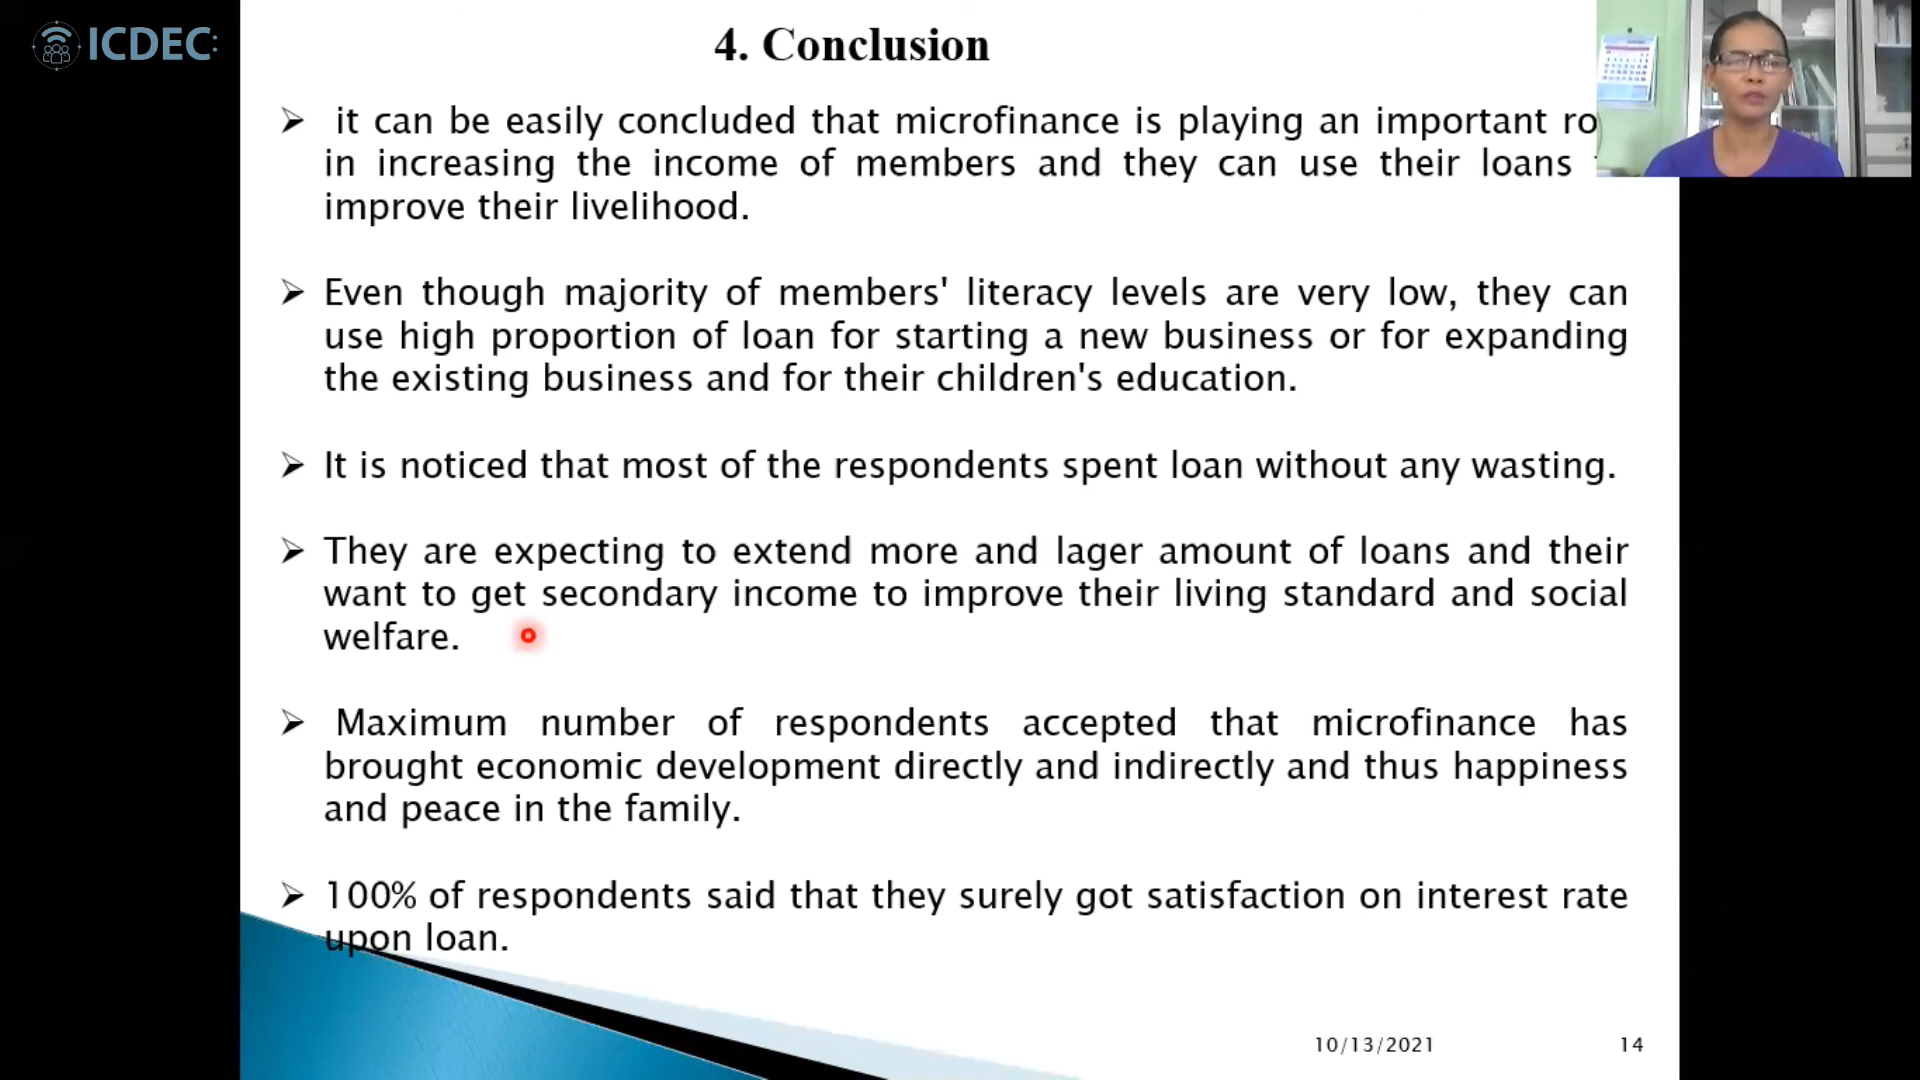 ICDEC:
4. Conclusion
➤ it can be easily concluded that microfinance is playing an important
in increasing the income of members and they can use their loans
improve their livelihood.
➤ Even though majority of members' literacy levels are very low, they can
use high proportion of loan for starting a new business or for expanding
the existing business and for their children's education.
➤ It is noticed that most of the respondents spent loan without any wasting.
➤ They are expecting to extend more and lager amount of loans and their
want to get secondary income to improve their living standard and social
welfare.
➤ Maximum number of respondents accepted that microfinance has
brought economic development directly and indirectly and thus happiness
and peace in the family.
➤ 100% of respondents said that they surely got satisfaction on interest rate
upon loan.
10/13/2021 14